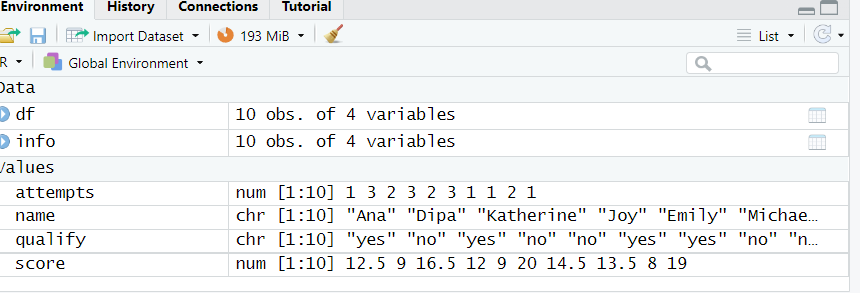 Environment History Connections Tutorial
Import Dataset 193 MiB List
R Global Environment
Data
df 10 obs. of 4 variables
info 10 obs. of 4 variables
Values
attempts num [1:10] 1 3 2 3 2 3 1 1 2 1
name chr [1:10] "Ana" "Dipa" "Katherine" "Joy" "Emily" "Michae…
qualify chr [1:10] "yes" "no" "yes" "no" "no" "yes" "yes" "no" "n…
score num [1:10] 12.5 9 16.5 12 9 20 14.5 13.5 8 19